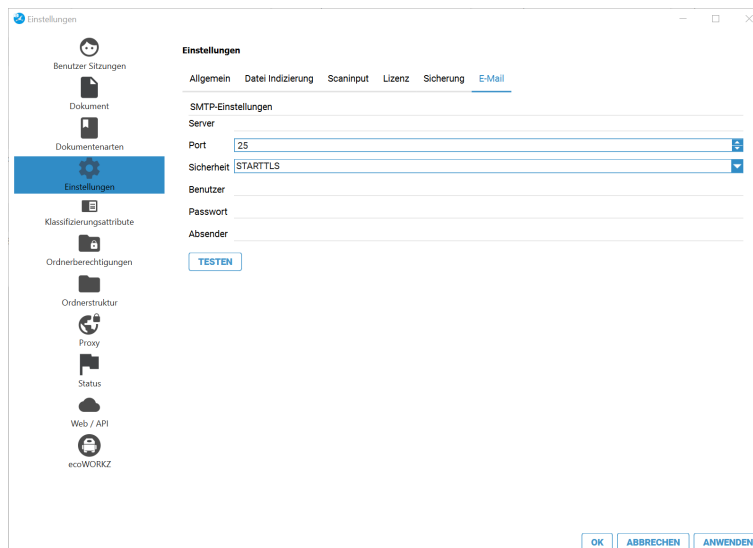 Einstellungen
Benutzer Sitzungen
Dokument
Dokumentenarten
Einstellungen
Klassifizierungsattribute
Ordnerberechtigungen
Ordnerstruktur
Proxy
Status
Web / API
ecoWORKZ
Einstellungen
Allgemein Datei Indizierung Scaninput Lizenz Sicherung E-Mail
SMTP-Einstellungen
Server
Port 25
Sicherheit STARTTLS
Benutzer
Passwort
Absender
TESTEN
OK ABBRECHEN ANWENDEN